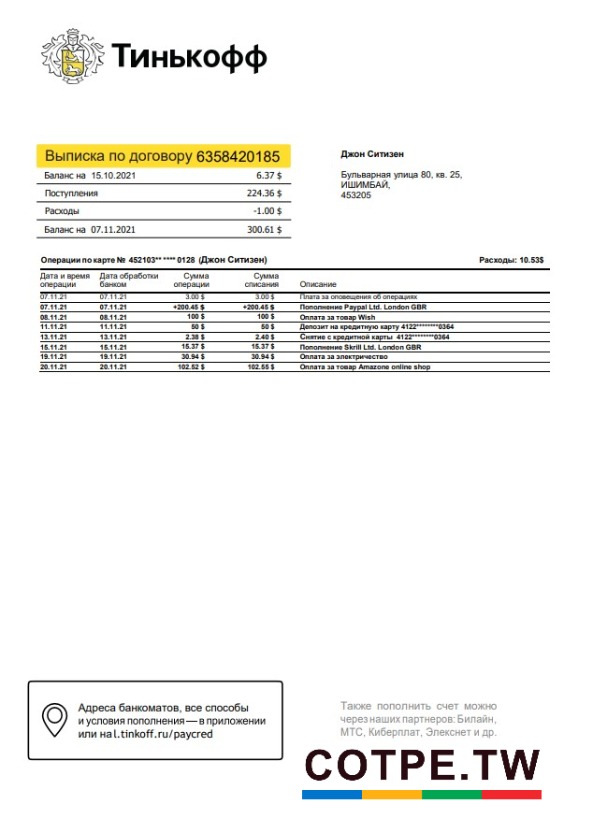 Тинькофф
Выписка по договору 6358420185
Баланс на 15.10.2021 6.37 $
Поступления 224.36 $
Расходы -1.00 $
Баланс на 07.11.2021 300.61 $
Джон Ситизен
Бульварная улица 80, кв. 25,
ИШИМБАЙ,
453205
Операции по карте № 452103** **** 0128 (Джон Ситизен) Расходы: 10.53$
Дата и время Дата обработки Сумма Сумма
операции банком операции списания Описание
07.11.21 07.11.21 3.00 $ 3.00 $ Плата за оповещения об операциях
07.11.21 07.11.21 +200.45 $ +200.45 $ Пополнение Paypal Ltd. London GBR
08.11.21 08.11.21 100 $ 100 $ Оплата за товар Wish
11.11.21 11.11.21 50 $ 50 $ Депозит на кредитную карту 4122********0364
13.11.21 13.11.21 2.38 $ 2.40 $ Снятие с кредитной карты 4122********0364
15.11.21 15.11.21 15.37 $ 15.37 $ Пополнение Skrill Ltd. London GBR
19.11.21 19.11.21 30.94 $ 30.94 $ Оплата за электричество
20.11.21 20.11.21 102.52 $ 102.55 $ Оплата за товар Amazone online shop
Адреса банкоматов, все способы
и условия пополнения — в приложении
или на l.tinkoff.ru/paycred
Также пополнить счет можно
через наших партнеров: Билайн,
МТС, Киберплат, Элекснет и др.
COTPE.TW